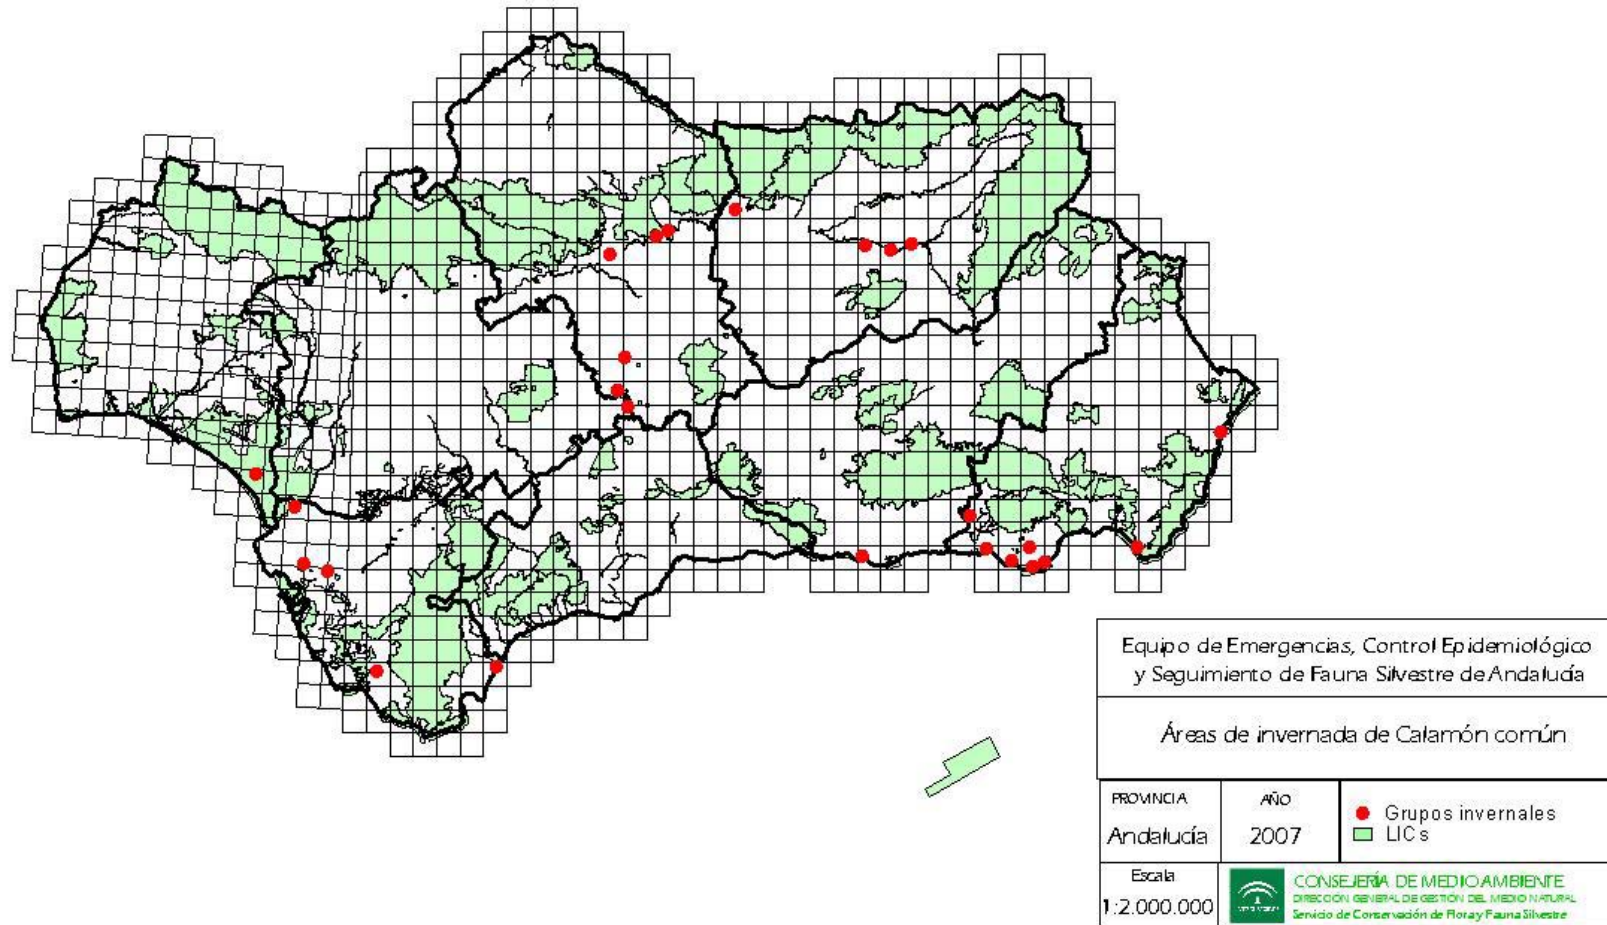 Equipo de Emergencias, Control Epidemiológico
y Seguimiento de Fauna Silvestre de Andalucía
Áreas de invernada de Calamón común
PROVINCIA
Andalucía
AÑO
2007
Grupos invernales
LICs
Escala
1:2.000.000
CONSEJERÍA DE MEDIO AMBIENTE
DIRECCIÓN GENERAL DE GESTIÓN DEL MEDIO NATURAL
Servicio de Conservación de Flora y Fauna Silvestre